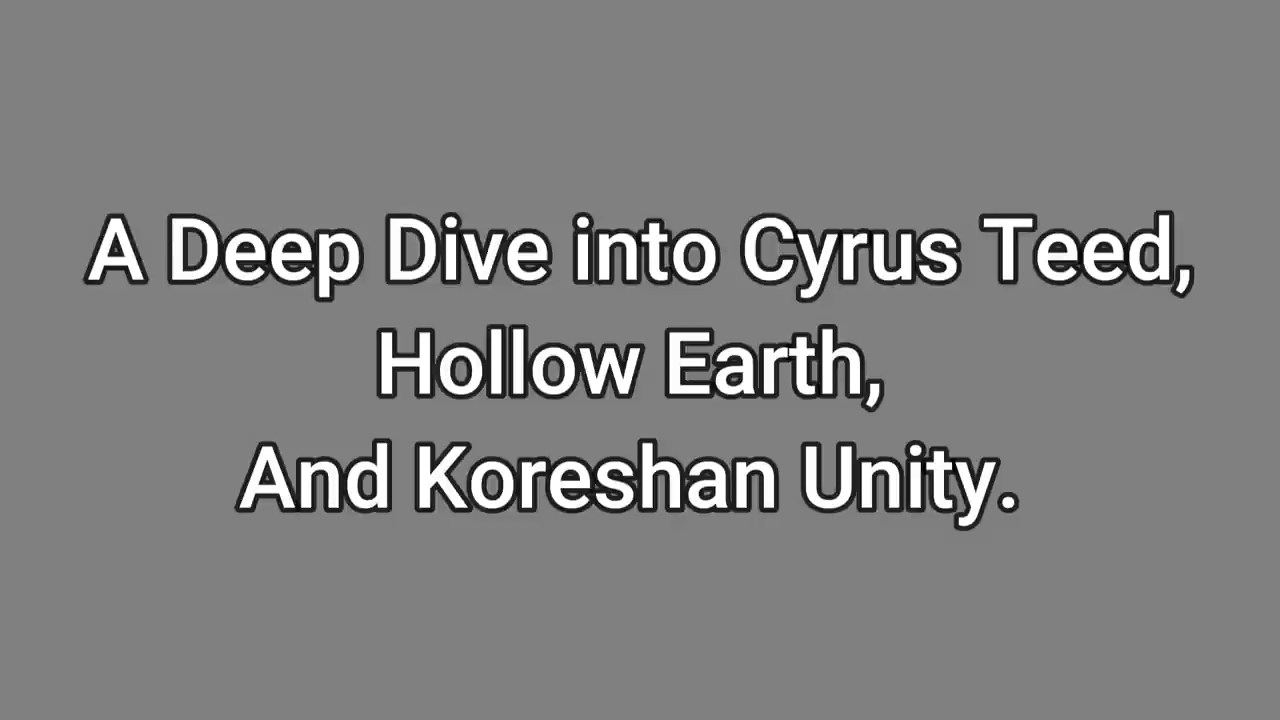 A Deep Dive into Cyrus Teed,
Hollow Earth,
And Koreshan Unity.